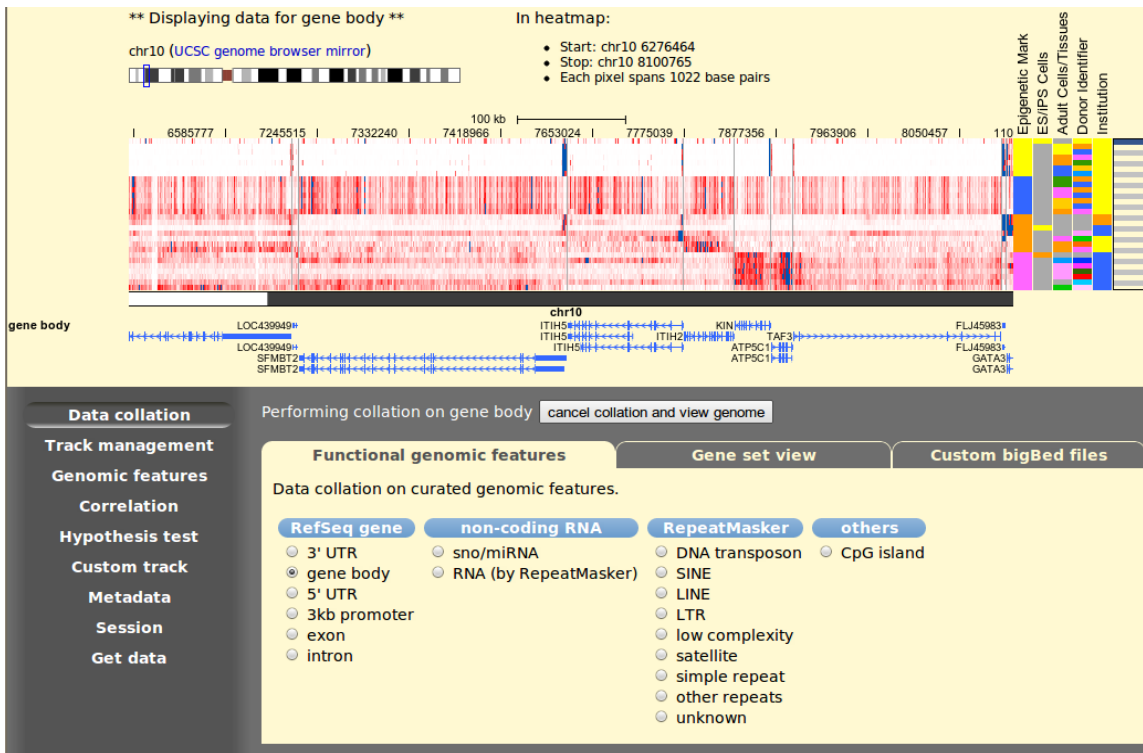 ** Displaying data for gene body **
chr10 (UCSC genome browser mirror)
In heatmap:
Start: chr10 6276464
Stop: chr10 8100765
Each pixel spans 1022 base pairs
Epigenetic Mark
ES/iPS Cells
Adult Cells/Tissues
Donor Identifier
Institution
100 kb
6585777 7245515 7332240 7418966 7653024 7775039 7877356 7963906 8050457 110
chr10
gene body
LOC439949 ITIH5 KIN FLJ45983
ITIH5 ITIH2 TAF3
LOC439949 ITIH5 ATP5C1 FLJ45983
SFMBT2 ATP5C1 GATA3
SFMBT2 GATA3
Data collation
Track management
Genomic features
Correlation
Hypothesis test
Custom track
Metadata
Session
Get data
Performing collation on gene body cancel collation and view genome
Functional genomic features Gene set view Custom bigBed files
Data collation on curated genomic features.
RefSeq gene
3' UTR
gene body
5' UTR
3kb promoter
exon
intron
non-coding RNA
sno/miRNA
RNA (by RepeatMasker)
RepeatMasker
DNA transposon
SINE
LINE
LTR
low complexity
satellite
simple repeat
other repeats
unknown
others
CpG island